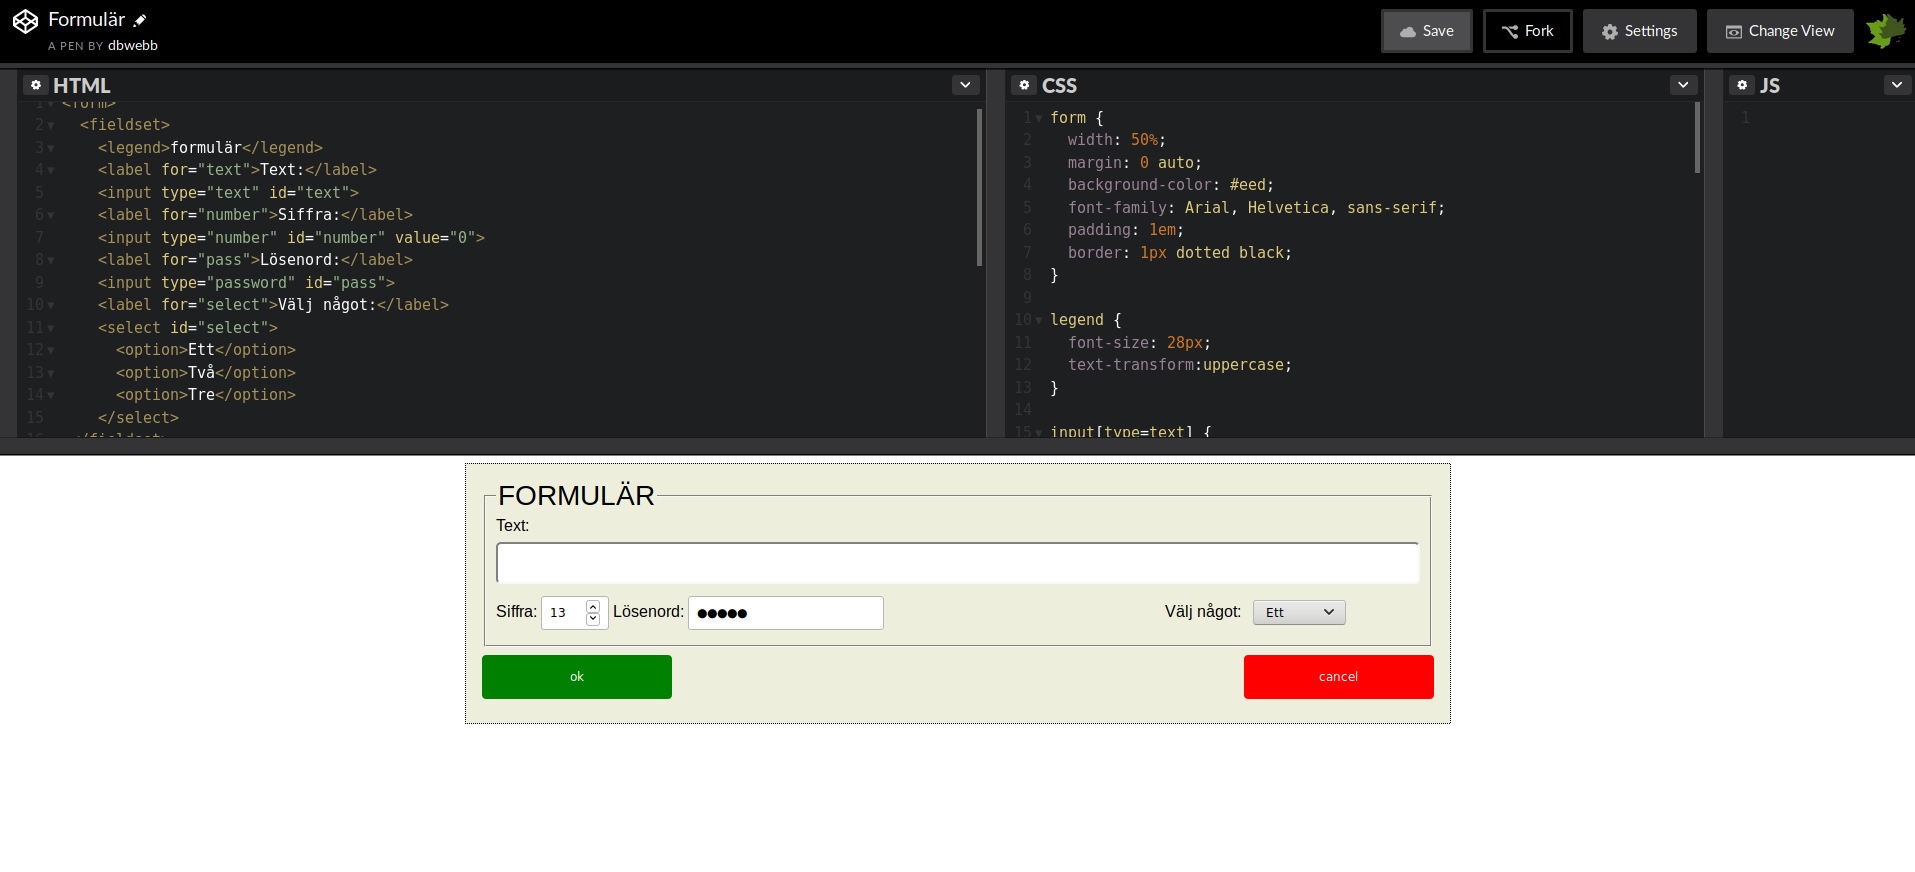 Formulär
A PEN BY dbwebb
Save
Fork
Settings
Change View
HTML
1 <form>
2 <fieldset>
3 <legend>formulär</legend>
4 <label for="text">Text:</label>
5 <input type="text" id="text">
6 <label for="number">Siffra:</label>
7 <input type="number" id="number" value="0">
8 <label for="pass">Lösenord:</label>
9 <input type="password" id="pass">
10 <label for="select">Välj något:</label>
11 <select id="select">
12 <option>Ett</option>
13 <option>Två</option>
14 <option>Tre</option>
15 </select>
16 </fieldset>
CSS
1 form {
2 width: 50%;
3 margin: 0 auto;
4 background-color: #eed;
5 font-family: Arial, Helvetica, sans-serif;
6 padding: 1em;
7 border: 1px dotted black;
8 }
9
10 legend {
11 font-size: 28px;
12 text-transform:uppercase;
13 }
14
15 input[type=text] {
JS
1
FORMULÄR
Text:
Siffra: 13 Lösenord: ●●●●● Välj något: Ett
ok cancel